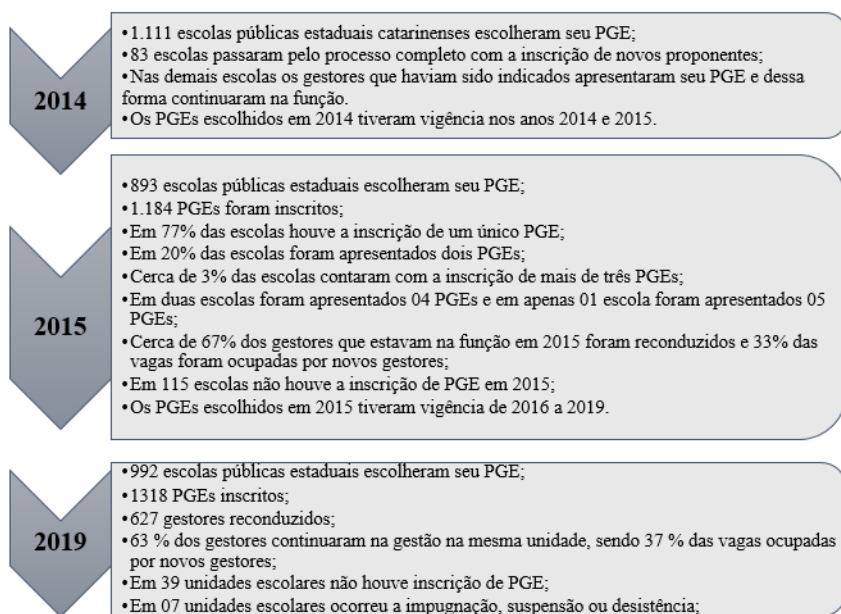 2014
•1.111 escolas públicas estaduais catarinenses escolheram seu PGE;
•83 escolas passaram pelo processo completo com a inscrição de novos proponentes;
•Nas demais escolas os gestores que haviam sido indicados apresentaram seu PGE e dessa
forma continuaram na função.
•Os PGEs escolhidos em 2014 tiveram vigência nos anos 2014 e 2015.
2015
•893 escolas públicas estaduais escolheram seu PGE;
•1.184 PGEs foram inscritos;
•Em 77% das escolas houve a inscrição de um único PGE;
•Em 20% das escolas foram apresentados dois PGEs;
•Cerca de 3% das escolas contaram com a inscrição de mais de três PGEs;
•Em duas escolas foram apresentados 04 PGEs e em apenas 01 escola foram apresentados 05
PGEs;
•Cerca de 67% dos gestores que estavam na função em 2015 foram reconduzidos e 33% das
vagas foram ocupadas por novos gestores;
•Em 115 escolas não houve a inscrição de PGE em 2015;
•Os PGEs escolhidos em 2015 tiveram vigência de 2016 a 2019.
2019
•992 escolas públicas estaduais escolheram seu PGE;
•1318 PGEs inscritos;
•627 gestores reconduzidos;
•63 % dos gestores continuaram na gestão na mesma unidade, sendo 37 % das vagas ocupadas
por novos gestores;
•Em 39 unidades escolares não houve inscrição de PGE;
•Em 07 unidades escolares ocorreu a impugnação, suspensão ou desistência;